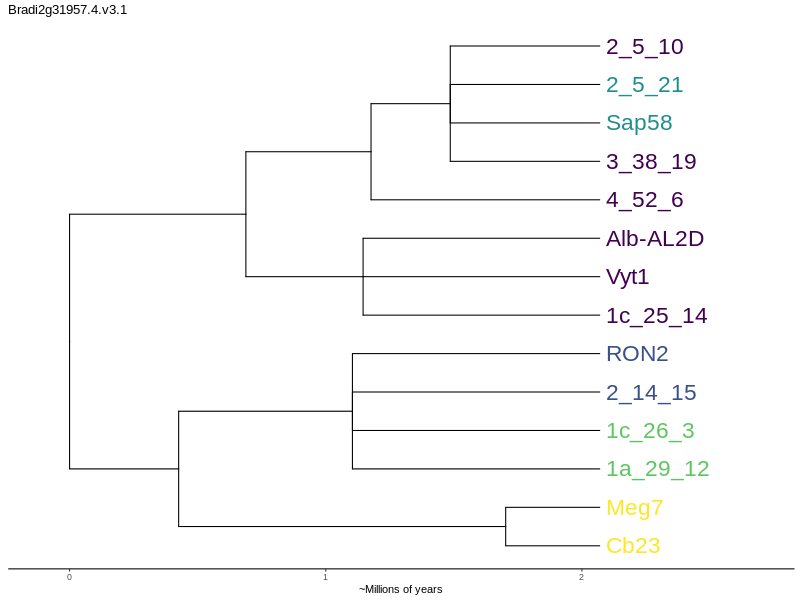 Bradi2g31957.4.v3.1
2_5_10
2_5_21
Sap58
3_38_19
4_52_6
Alb-AL2D
Vyt1
1c_25_14
RON2
2_14_15
1c_26_3
1a_29_12
Meg7
Cb23
0 1 2
~Millions of years